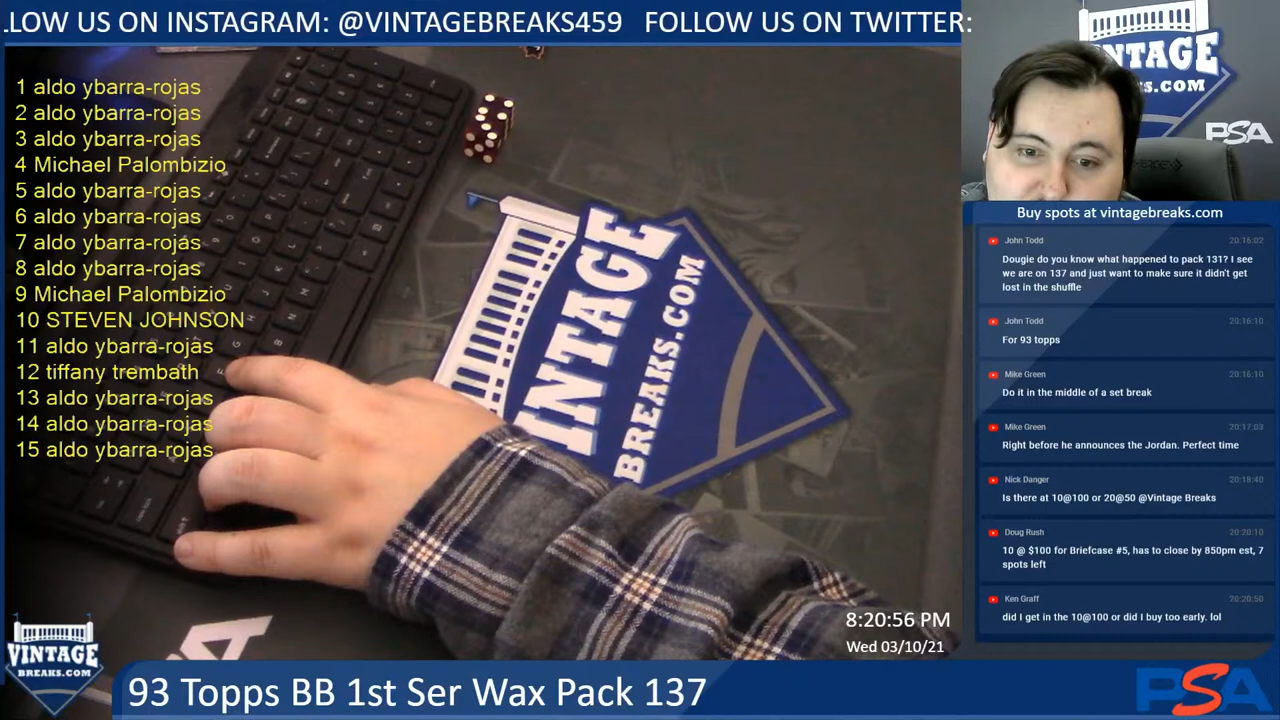 .LOW US ON INSTAGRAM: @VINTAGEBREAKS459 FOLLOW US ON TWITTER:
1 aldo ybarra-rojas
2 aldo ybarra-rojas
3 aldo ybarra-rojas
4 Michael Palombizio
5 aldo ybarra-rojas
6 aldo ybarra-rojas
7 aldo ybarra-rojas
8 aldo ybarra-rojas
9 Michael Palombizio
10 STEVEN JOHNSON
11 aldo ybarra-rojas
12 tiffany trembath
13 aldo ybarra-rojas
14 aldo ybarra-rojas
15 aldo ybarra-rojas
VINTAGE
BREAKS.COM
NTAGE
KS.COM
PSA
Buy spots at vintagebreaks.com
John Todd 20:16:02
Dougie do you know what happened to pack 131? I see
we are on 137 and just want to make sure it didn't get
lost in the shuffle
John Todd 20:16:10
For 93 topps
Mike Green 20:16:10
Do it in the middle of a set break
Mike Green 20:17:03
Right before he announces the Jordan. Perfect time
Nick Danger 20:18:40
Is there at 10@100 or 20@50 @Vintage Breaks
Doug Rush 20:20:10
10 @ $100 for Briefcase #5, has to close by 850pm est, 7
spots left
Ken Graff 20:20:50
did I get in the 10@100 or did I buy too early. lol
8:20:56 PM
Wed 03/10/21
VINTAGE
BREAKS.COM
93 Topps BB 1st Ser Wax Pack 137
PSA